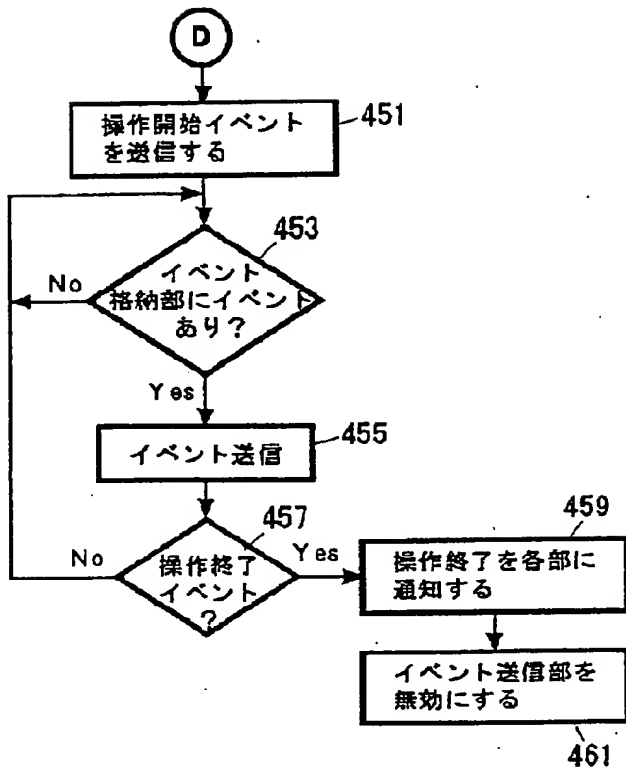 D
操作開始イベント
を送信する
451
453
イベント
格納部にイベント
あり?
No
Yes
イベント送信
455
457
操作終了
イベント
?
No
Yes
459
操作終了を各部に
通知する
イベント送信部を
無効にする
461